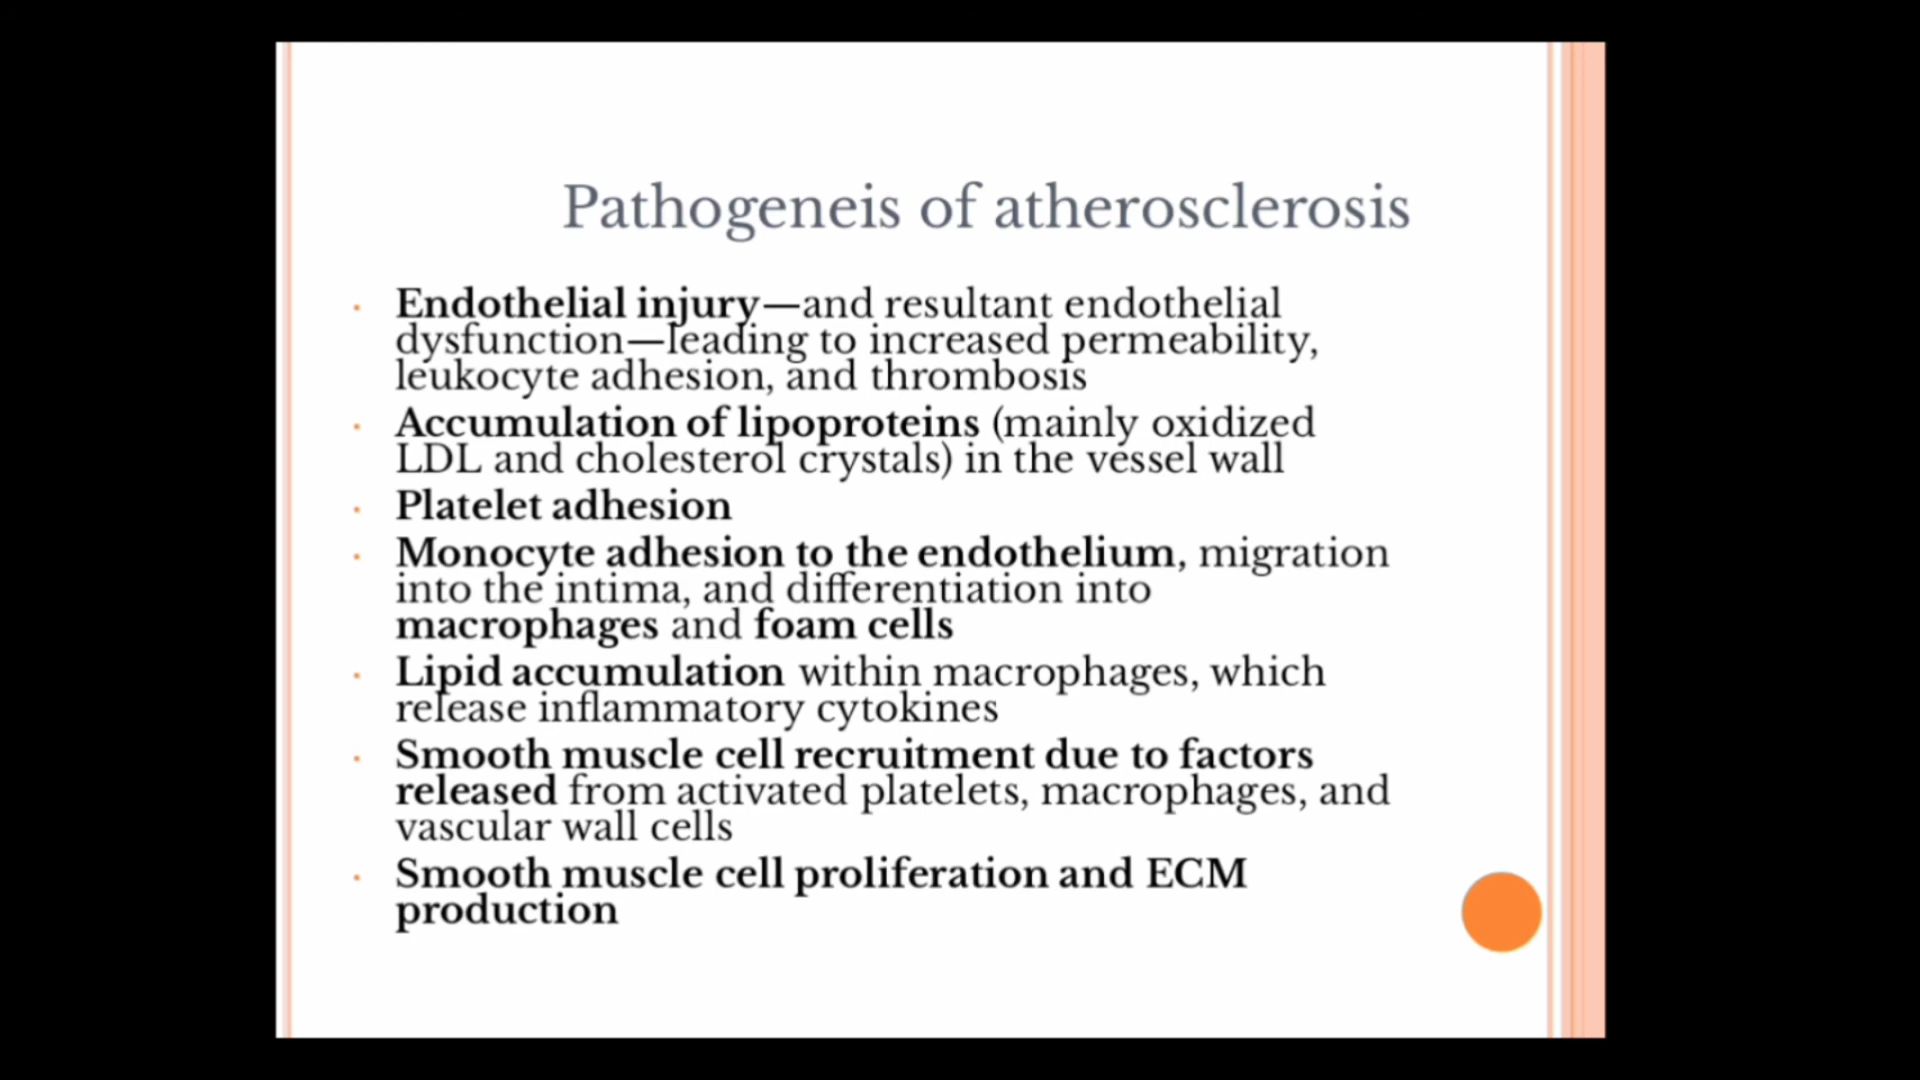 Pathogeneis of atherosclerosis
· Endothelial injury—and resultant endothelial
dysfunction—leading to increased permeability,
leukocyte adhesion, and thrombosis
· Accumulation of lipoproteins (mainly oxidized
LDL and cholesterol crystals) in the vessel wall
· Platelet adhesion
· Monocyte adhesion to the endothelium, migration
into the intima, and differentiation into
macrophages and foam cells
· Lipid accumulation within macrophages, which
release inflammatory cytokines
· Smooth muscle cell recruitment due to factors
released from activated platelets, macrophages, and
vascular wall cells
· Smooth muscle cell proliferation and ECM
production